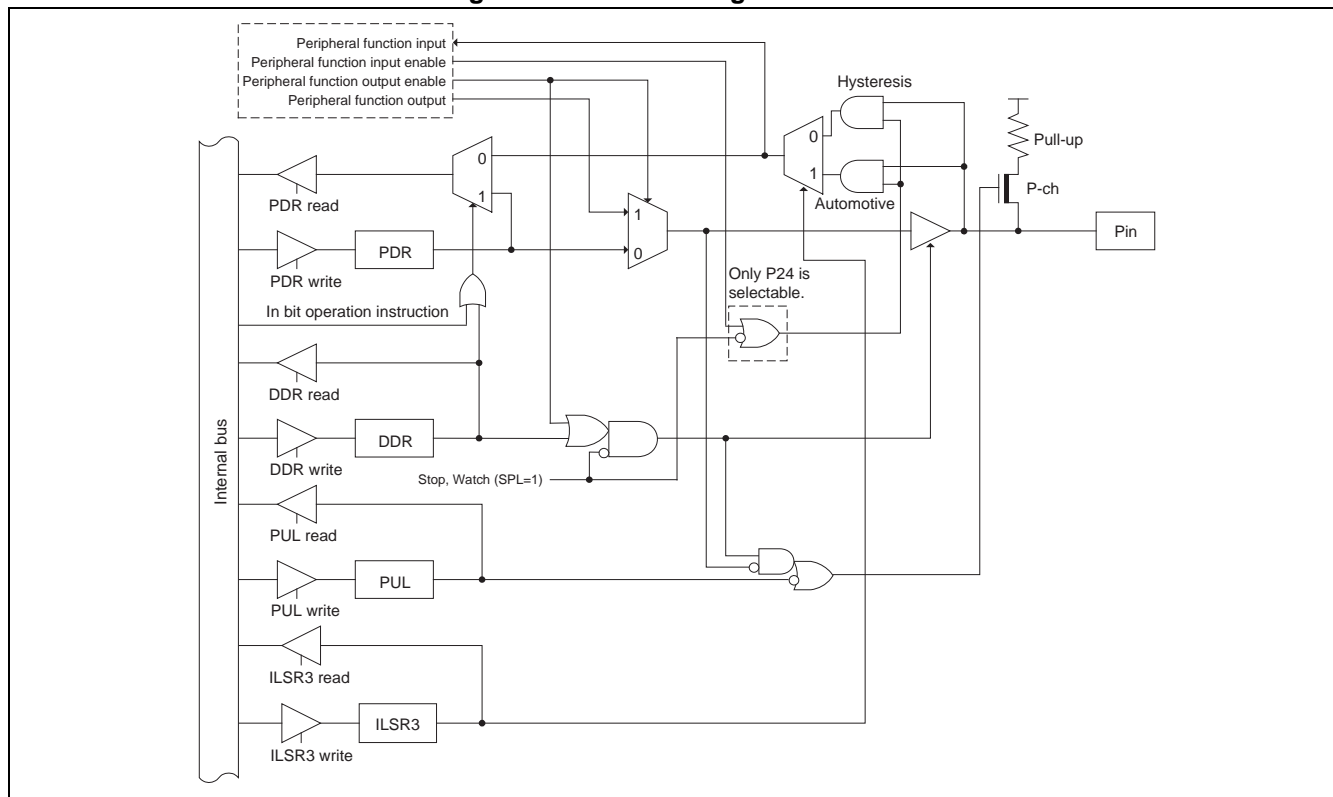 Peripheral function input
Peripheral function input enable
Peripheral function output enable
Peripheral function output
Hysteresis
0
1
Automotive
Pull-up
P-ch
Pin
0
1
PDR read
PDR
PDR write
1
0
Only P24 is
selectable.
In bit operation instruction
DDR read
DDR
DDR write
Stop, Watch (SPL=1)
Internal bus
PUL read
PUL
PUL write
ILSR3 read
ILSR3
ILSR3 write